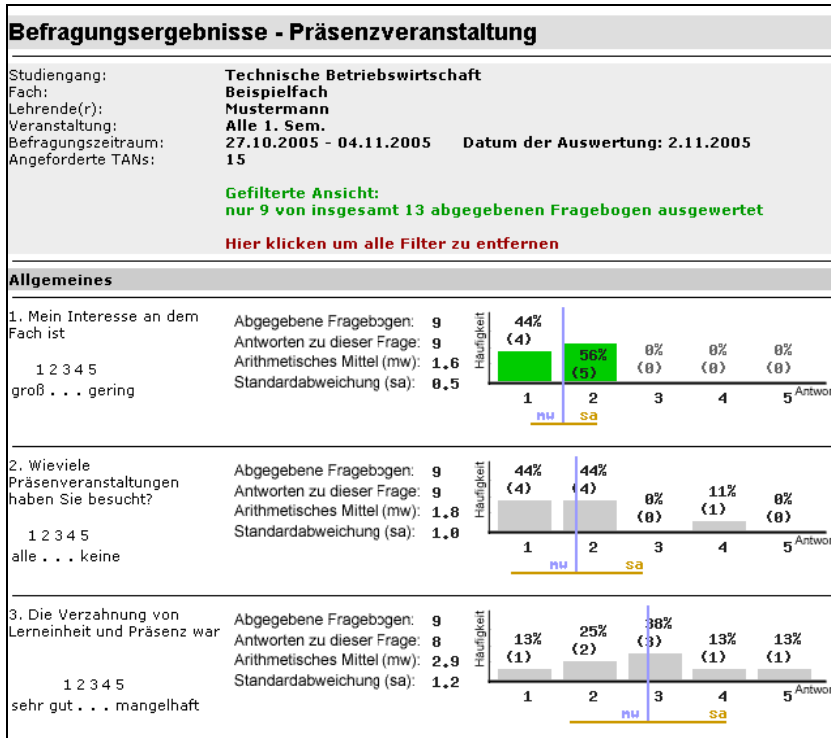 Befragungsergebnisse - Präsenzveranstaltung
Studiengang: Technische Betriebswirtschaft
Fach: Beispielfach
Lehrende(r): Mustermann
Veranstaltung: Alle 1. Sem.
Befragungszeitraum: 27.10.2005 - 04.11.2005 Datum der Auswertung: 2.11.2005
Angeforderte TANs: 15
Gefilterte Ansicht:
nur 9 von insgesamt 13 abgegebenen Fragebogen ausgewertet
Hier klicken um alle Filter zu entfernen
Allgemeines
1. Mein Interesse an dem
Fach ist
1 2 3 4 5
groß . . . gering
Abgegebene Fragebogen: 9
Antworten zu dieser Frage: 9
Arithmetisches Mittel (mw): 1.6
Standardabweichung (sa): 0.5
Häufigkeit
44% 56% 0% 0% 0%
(4) (5) (0) (0) (0)
1 2 3 4 5 Antwor
mw sa
2. Wieviele
Präsenveranstaltungen
haben Sie besucht?
1 2 3 4 5
alle . . . keine
Abgegebene Fragebogen: 9
Antworten zu dieser Frage: 9
Arithmetisches Mittel (mw): 1.8
Standardabweichung (sa): 1.0
Häufigkeit
44% 44% 0% 11% 0%
(4) (4) (0) (1) (0)
1 2 3 4 5 Antwor
mw sa
3. Die Verzahnung von
Lerneinheit und Präsenz war
1 2 3 4 5
sehr gut . . . mangelhaft
Abgegebene Fragebogen: 9
Antworten zu dieser Frage: 8
Arithmetisches Mittel (mw): 2.9
Standardabweichung (sa): 1.2
Häufigkeit
13% 25% 38% 13% 13%
(1) (2) (3) (1) (1)
1 2 3 4 5 Antwor
mw sa